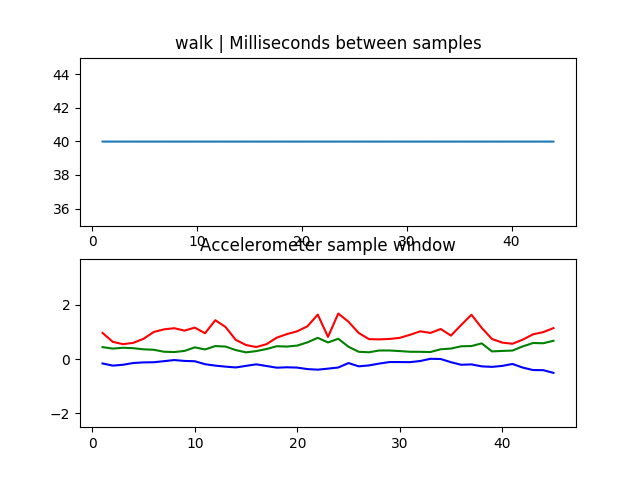 walk | Milliseconds between samples
44
42
40
38
36
0 10 20 30 40
Accelerometer sample window
2
0
−2
0 10 20 30 40